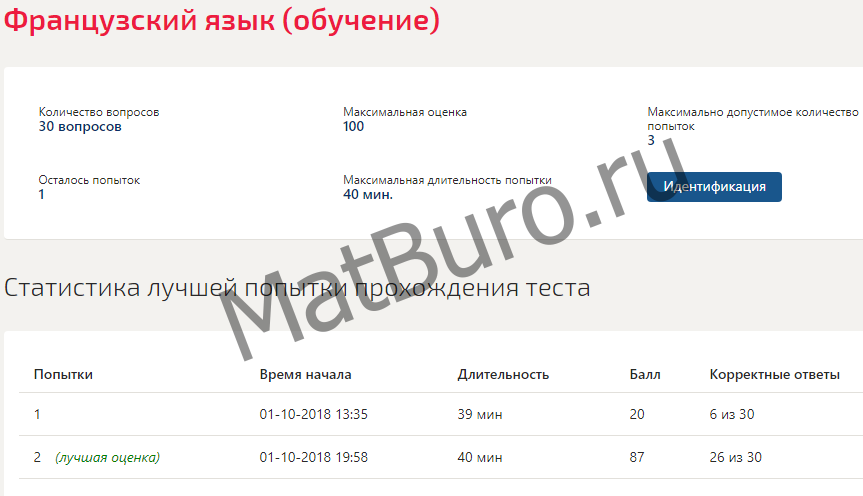 Французский язык (обучение)
Количество вопросов
30 вопросов
Максимальная оценка
100
Максимально допустимое количество
попыток
3
Осталось попыток
1
Максимальная длительность попытки
40 мин.
Идентификация
MatBuro.ru
Статистика лучшей попытки прохождения теста
Попытки Время начала Длительность Балл Корректные ответы
1 01-10-2018 13:35 39 мин 20 6 из 30
2 (лучшая оценка) 01-10-2018 19:58 40 мин 87 26 из 30